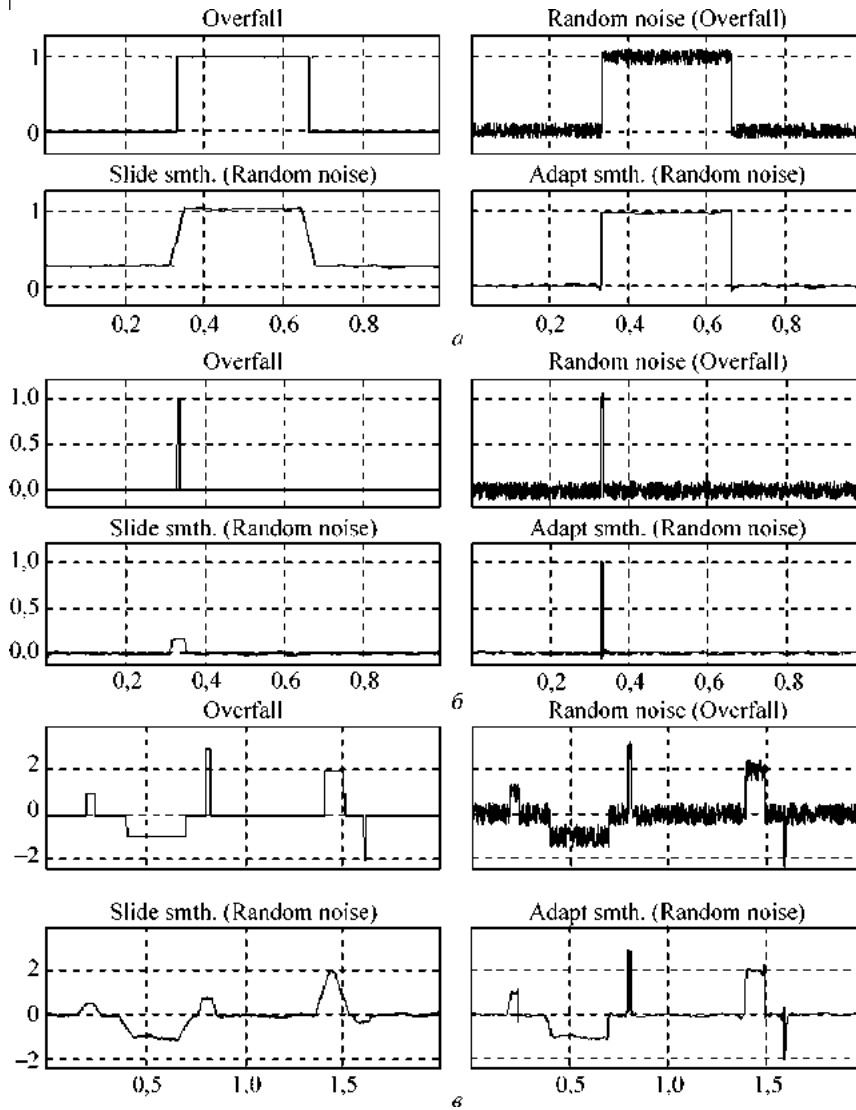 Overfall Random noise (Overfall)
1 1
0 0
Slide smth. (Random noise) Adapt smth. (Random noise)
1 1
0 0
0,2 0,4 0,6 0,8 0,2 0,4 0,6 0,8
а
Overfall Random noise (Overfall)
1,0
0,5
0,0
Slide smth. (Random noise) Adapt smth. (Random noise)
1,0
0,5
0,0
0,2 0,4 0,6 0,8 0,2 0,4 0,6 0,8
б
Overfall Random noise (Overfall)
2
0
–2
Slide smth. (Random noise) Adapt smth. (Random noise)
2
0
–2
0,5 1,0 1,5 0,5 1,0 1,5
в